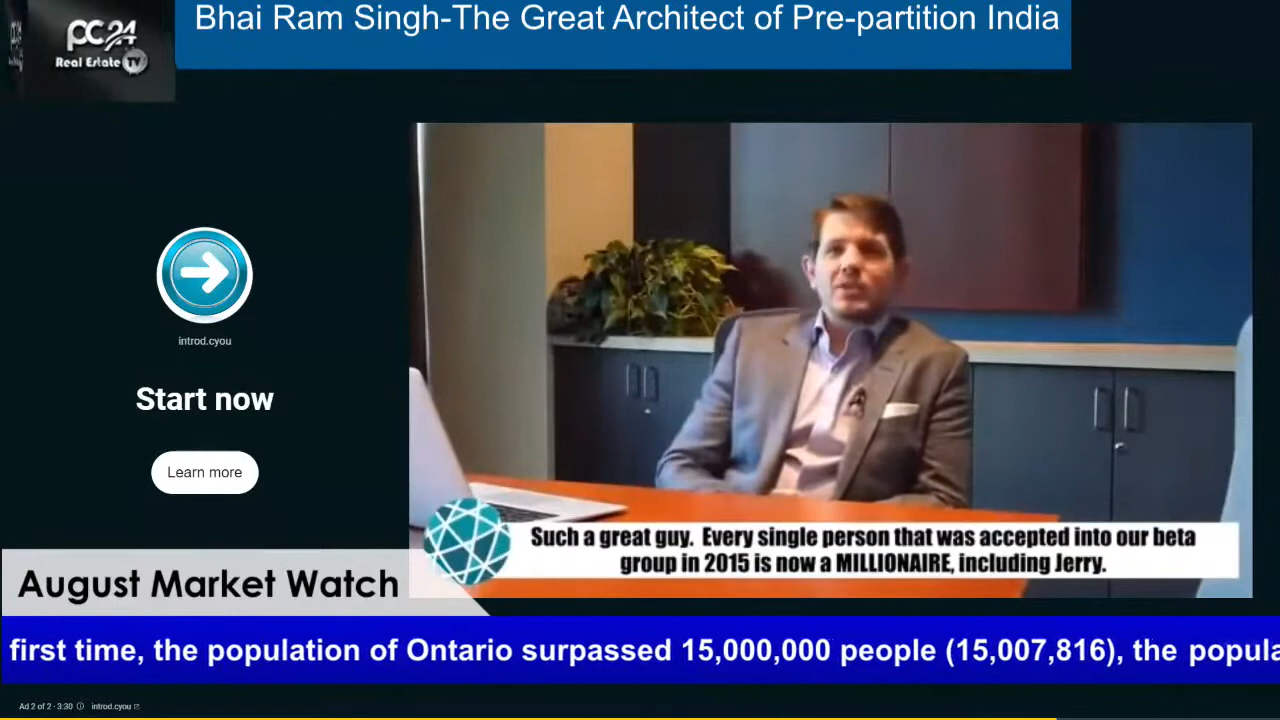 Bhai Ram Singh-The Great Architect of Pre-partition India
PC24
Real Estate TV
introd.cyou
Start now
Learn more
Such a great guy. Every single person that was accepted into our beta
group in 2015 is now a MILLIONAIRE, including Jerry.
August Market Watch
first time, the population of Ontario surpassed 15,000,000 people (15,007,816), the popula
Ad 2 of 2 · 3:30 introd.cyou